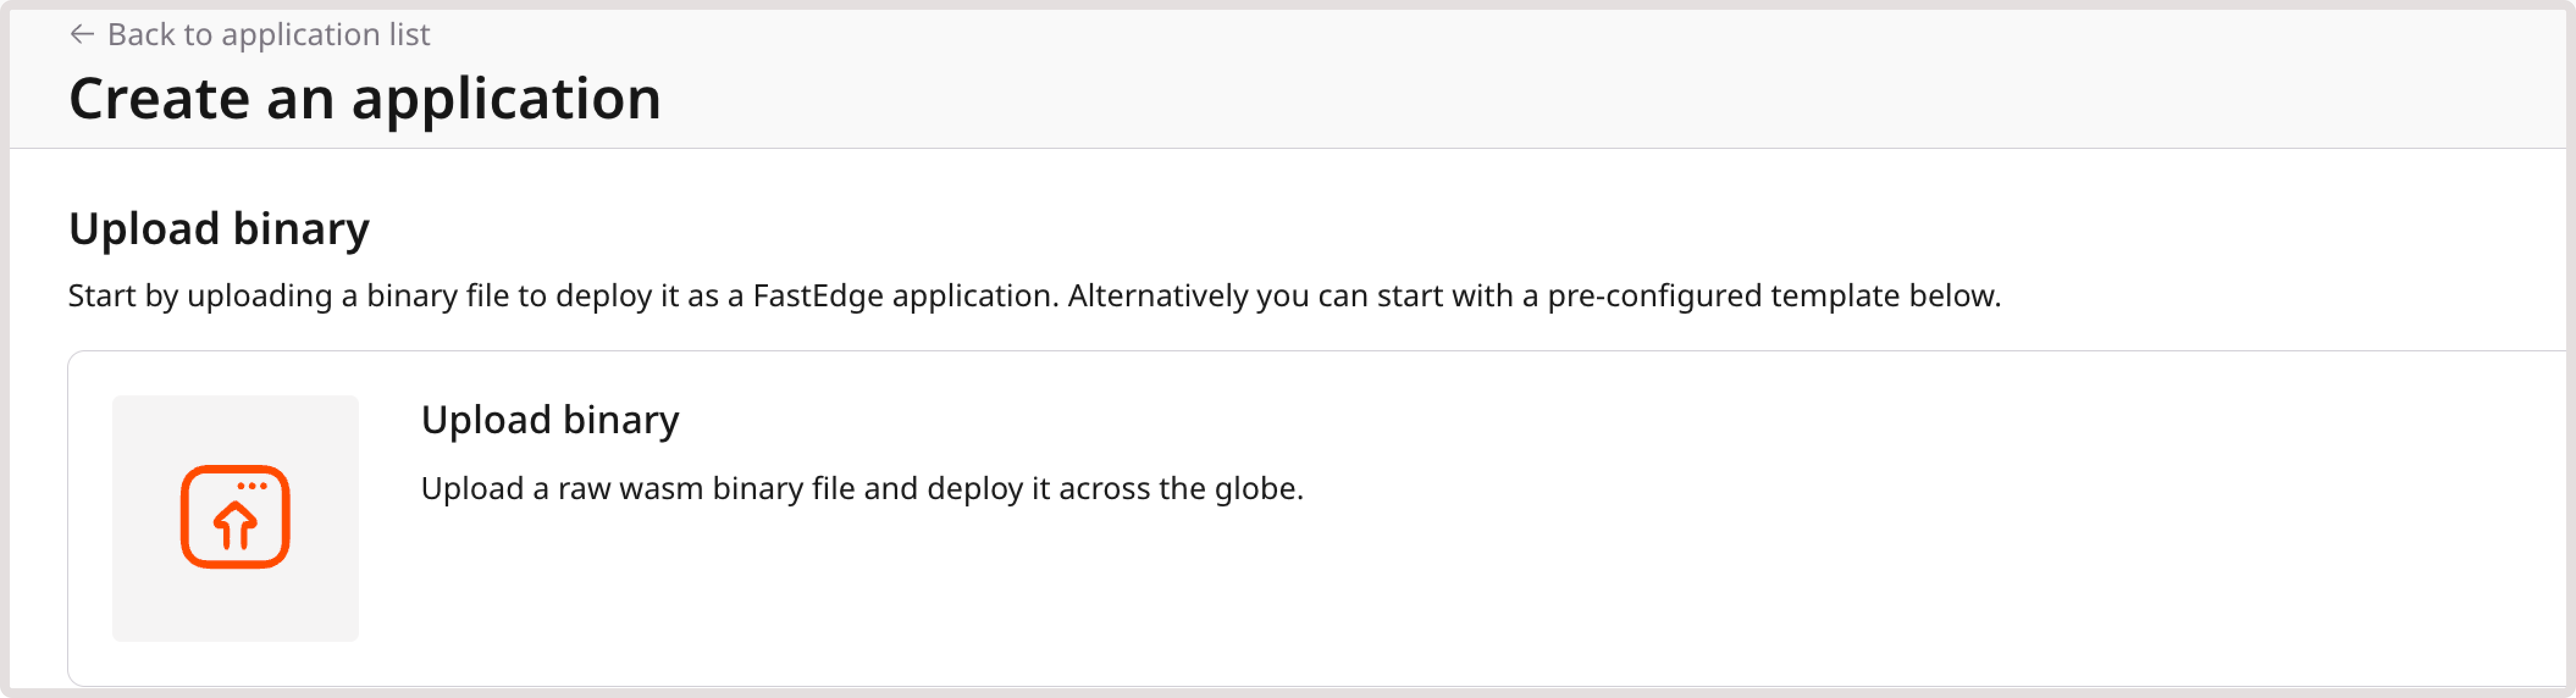 ← Back to application list
Create an application
Upload binary
Start by uploading a binary file to deploy it as a FastEdge application. Alternatively you can start with a pre-configured template below.
Upload binary
Upload a raw wasm binary file and deploy it across the globe.